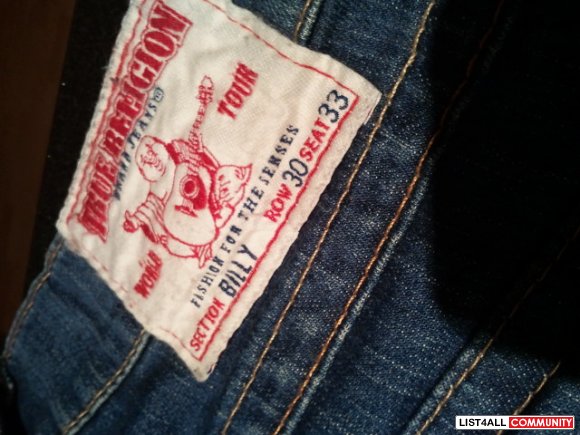 TRUE RELIGION
BRAND JEANS®
WORLD TOUR
FASHION FOR THE SENSES
ROW 30 SEAT 33
SECTION BILLY
LIST4ALL COMMUNITY